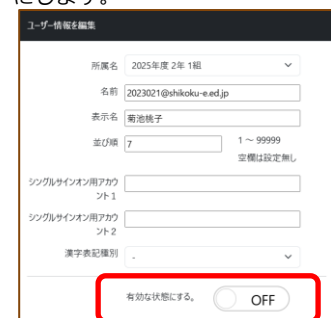 にします。
ユーザー情報を編集
所属名 2025年度 2年 1組
名前 2023021@shikoku-e.ed.jp
表示名 菊池桃子
並び順 7 1 ～ 99999
空欄は設定無し
シングルサインオン用アカウ
ント 1
シングルサインオン用アカウ
ント 2
漢字表記種別 -
有効な状態にする。 OFF